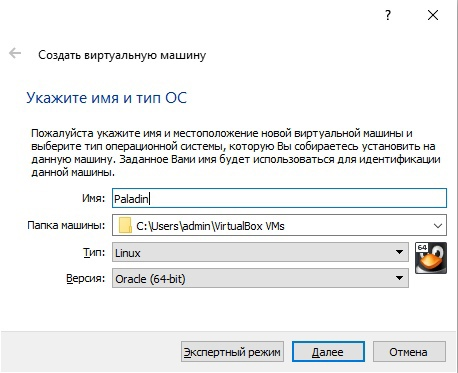 ?
Создать виртуальную машину
Укажите имя и тип ОС
Пожалуйста укажите имя и местоположение новой виртуальной машины и
выберите тип операционной системы, которую Вы собираетесь установить на
данную машину. Заданное Вами имя будет использоваться для идентификации
данной машины.
Имя: Paladin
Папка машины: C:\Users\admin\VirtualBox VMs
Тип: Linux
64
Версия: Oracle (64-bit)
Экспертный режим Далее Отмена